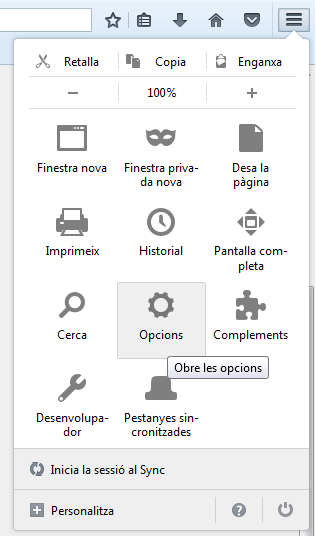 Retalla Copia Enganxa
− 100% +
Finestra nova Finestra priva-
da nova Desa la
pàgina
Imprimeix Historial Pantalla com-
pleta
Cerca Opcions Complements
Obre les opcions
Desenvolupa-
dor Pestanyes sin-
cronitzades
Inicia la sessió al Sync
Personalitza ?